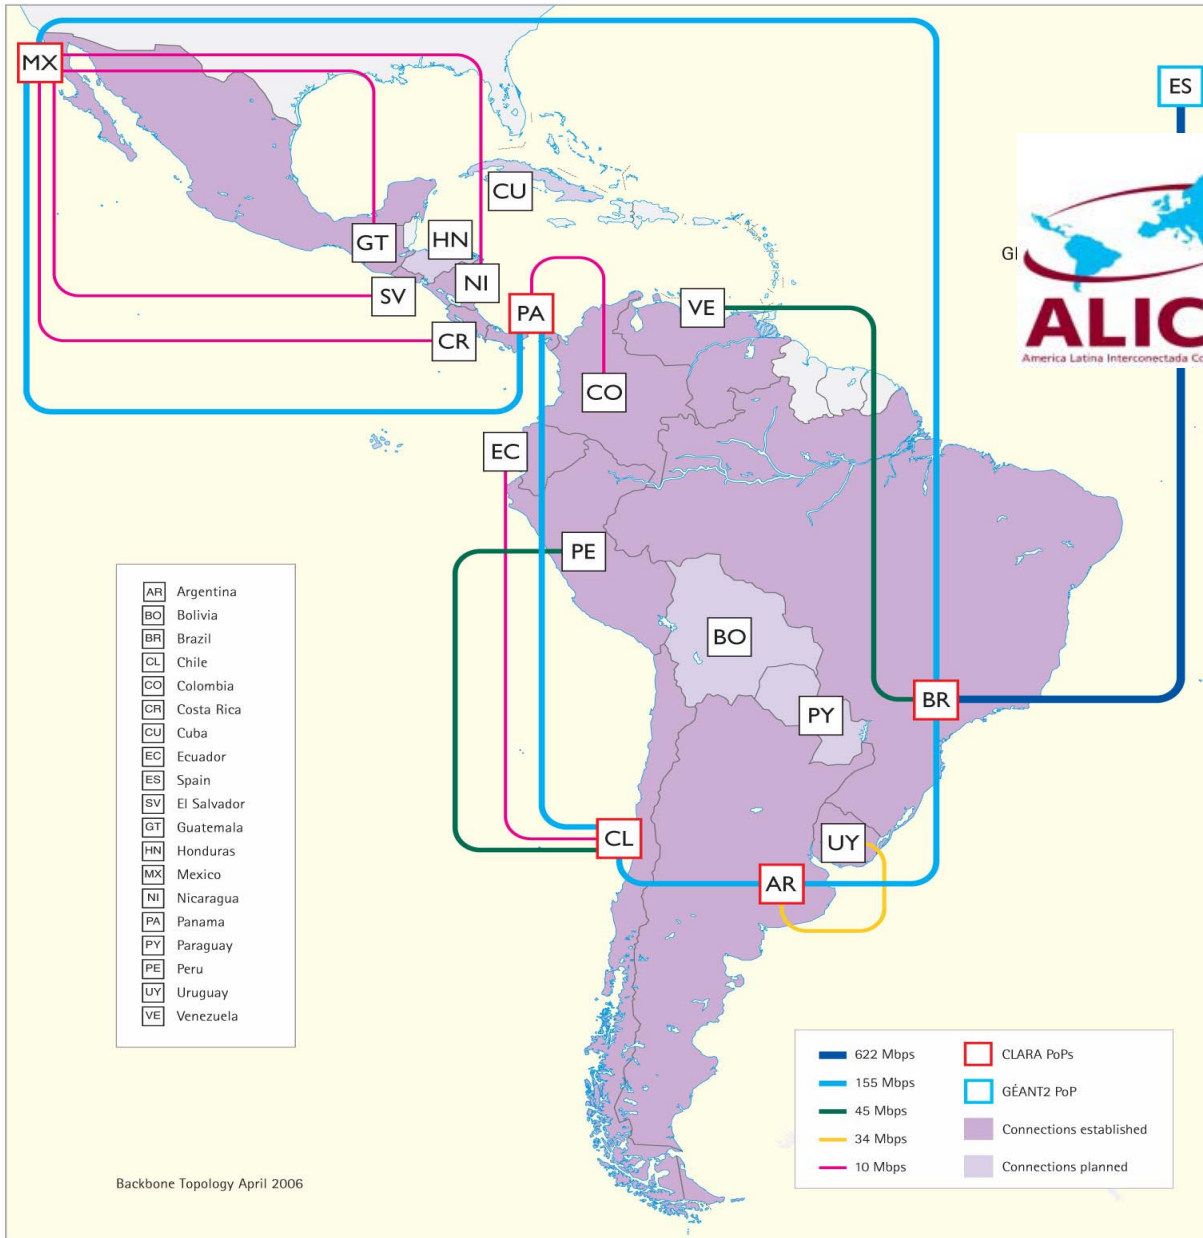 MX
ES
CU
GT
HN
NI
SV
PA
VE
CR
CO
EC
PE
BO
BR
PY
CL
UY
AR
ALIC
America Latina Interconectada
AR Argentina
BO Bolivia
BR Brazil
CL Chile
CO Colombia
CR Costa Rica
CU Cuba
EC Ecuador
ES Spain
SV El Salvador
GT Guatemala
HN Honduras
MX Mexico
NI Nicaragua
PA Panama
PY Paraguay
PE Peru
UY Uruguay
VE Venezuela
622 Mbps
155 Mbps
45 Mbps
34 Mbps
10 Mbps
CLARA PoPs
GÉANT2 PoP
Connections established
Connections planned
Backbone Topology April 2006